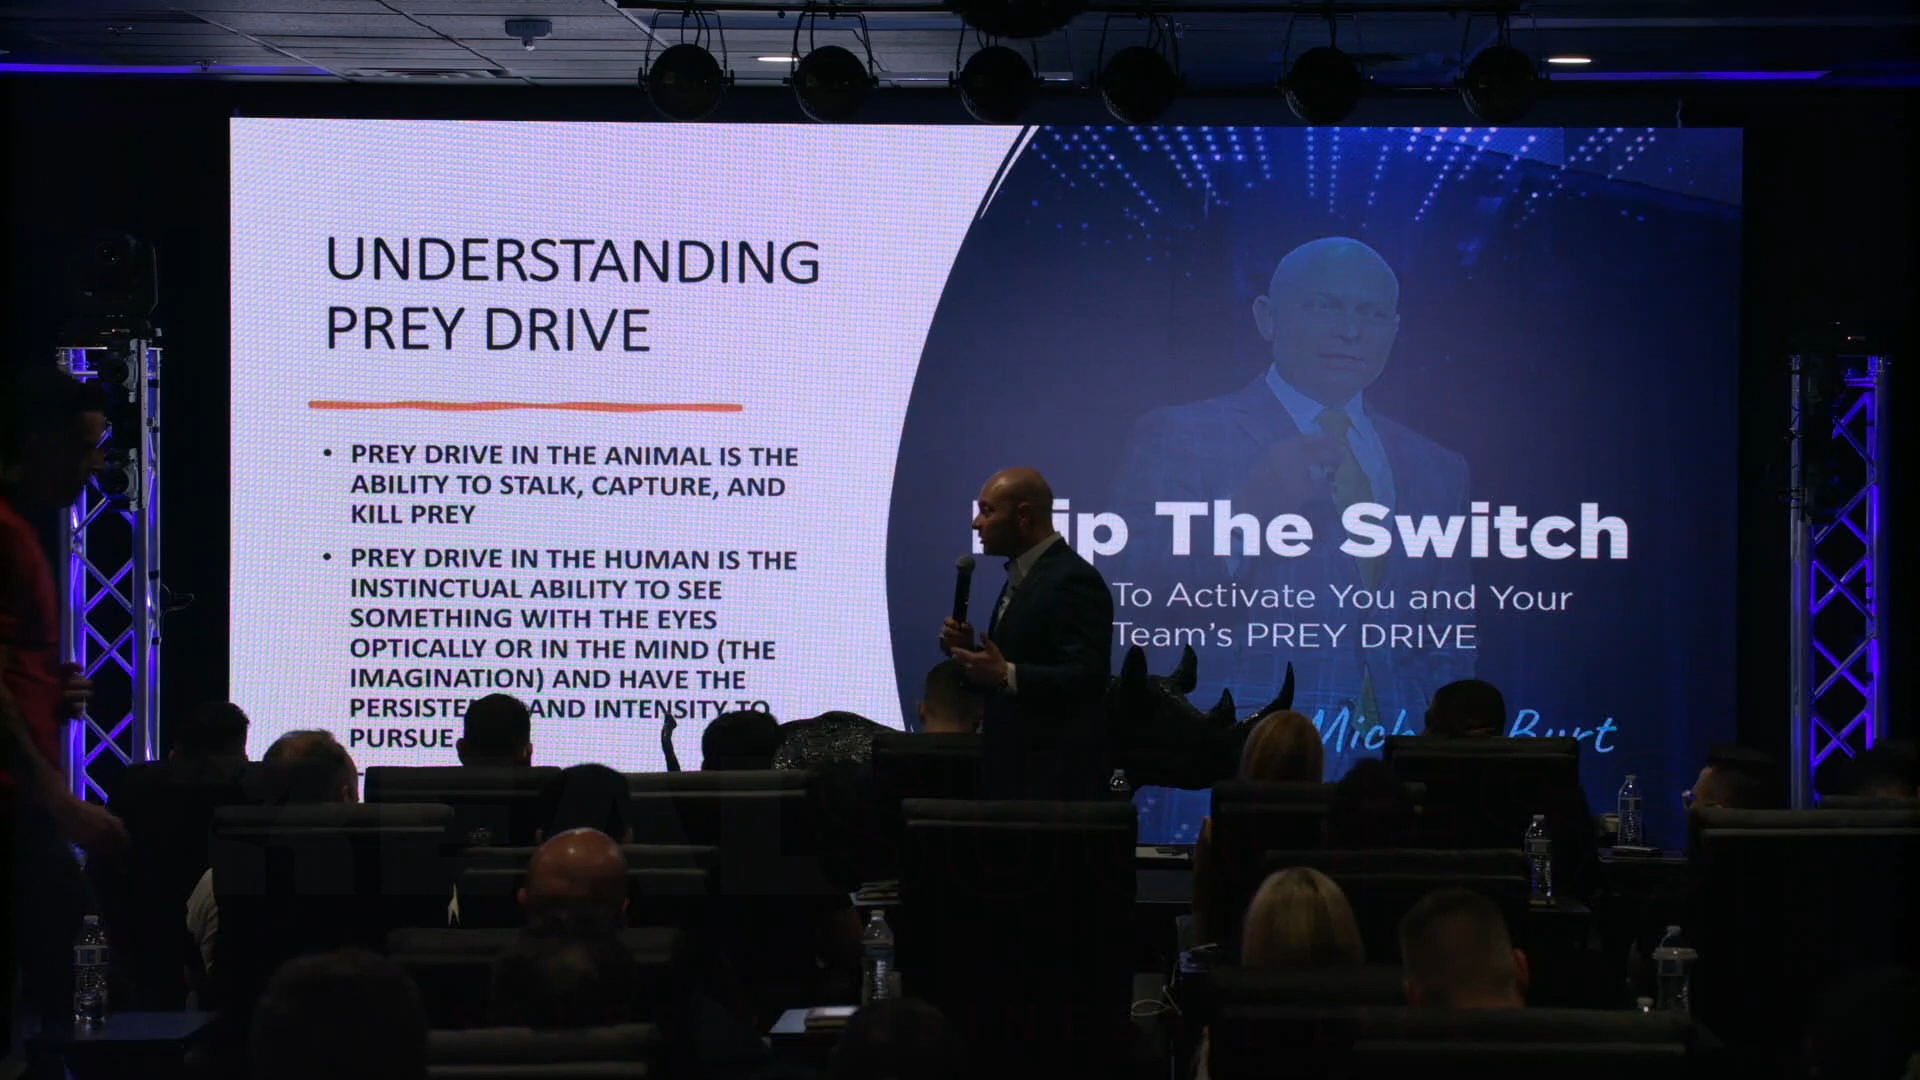 UNDERSTANDING
PREY DRIVE
• PREY DRIVE IN THE ANIMAL IS THE
ABILITY TO STALK, CAPTURE, AND
KILL PREY
• PREY DRIVE IN THE HUMAN IS THE
INSTINCTUAL ABILITY TO SEE
SOMETHING WITH THE EYES
OPTICALLY OR IN THE MIND (THE
IMAGINATION) AND HAVE THE
AND INTENSITY TO
PURSUE
The Switch
To Activate You and Your
Team's PREY DRIVE
Burt